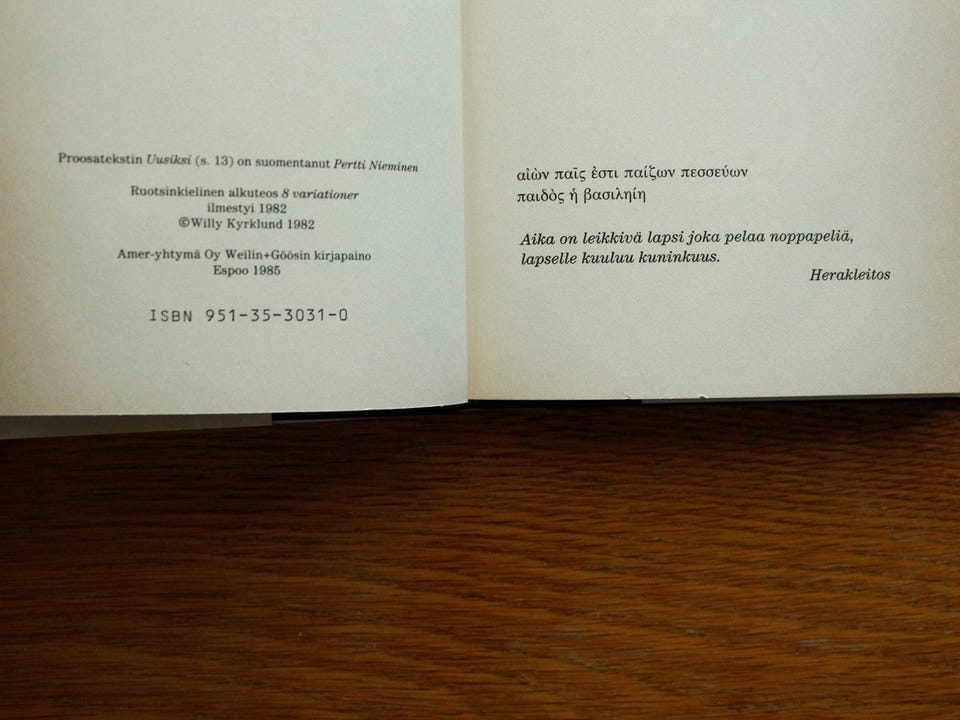 Proosatekstin Uusiksi (s. 13) on suomentanut Pertti Nieminen
Ruotsinkielinen alkuteos 8 variationer
ilmestyi 1982
©Willy Kyrklund 1982
Amer-yhtymä Oy Weilin+Göösin kirjapaino
Espoo 1985
ISBN 951-35-3031-0
αἰὼν παῖς ἐστι παίζων πεσσεύων
παιδὸς ἡ βασιληίη
Aika on leikkivä lapsi joka pelaa noppapeliä,
lapselle kuuluu kuninkuus.
Herakleitos